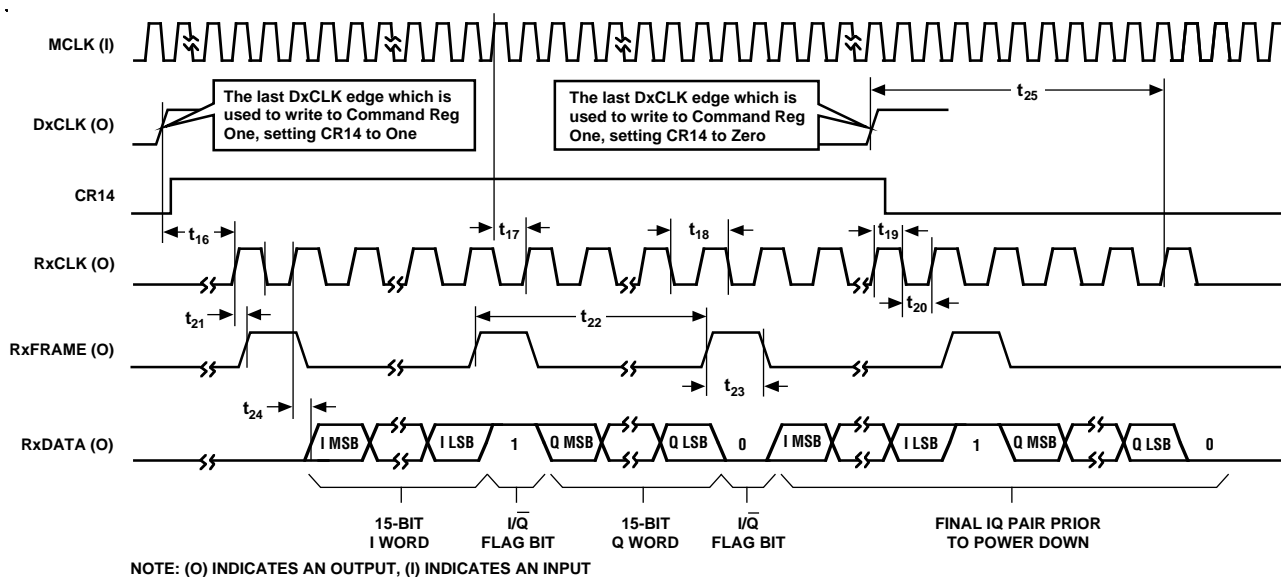 MCLK (I)
The last DxCLK edge which is
used to write to Command Reg
One, setting CR14 to One
The last DxCLK edge which is
used to write to Command Reg
One, setting CR14 to Zero
t25
DxCLK (O)
CR14
t16
t17
t18
t19
RxCLK (O)
t20
t21
t22
RxFRAME (O)
t23
t24
RxDATA (O)
I MSB
I LSB
1
Q MSB
Q LSB
0
I MSB
I LSB
1
Q MSB
Q LSB
0
15-BIT
I WORD
I/Q̅
FLAG BIT
15-BIT
Q WORD
I/Q̅
FLAG BIT
FINAL IQ PAIR PRIOR
TO POWER DOWN
NOTE: (O) INDICATES AN OUTPUT, (I) INDICATES AN INPUT